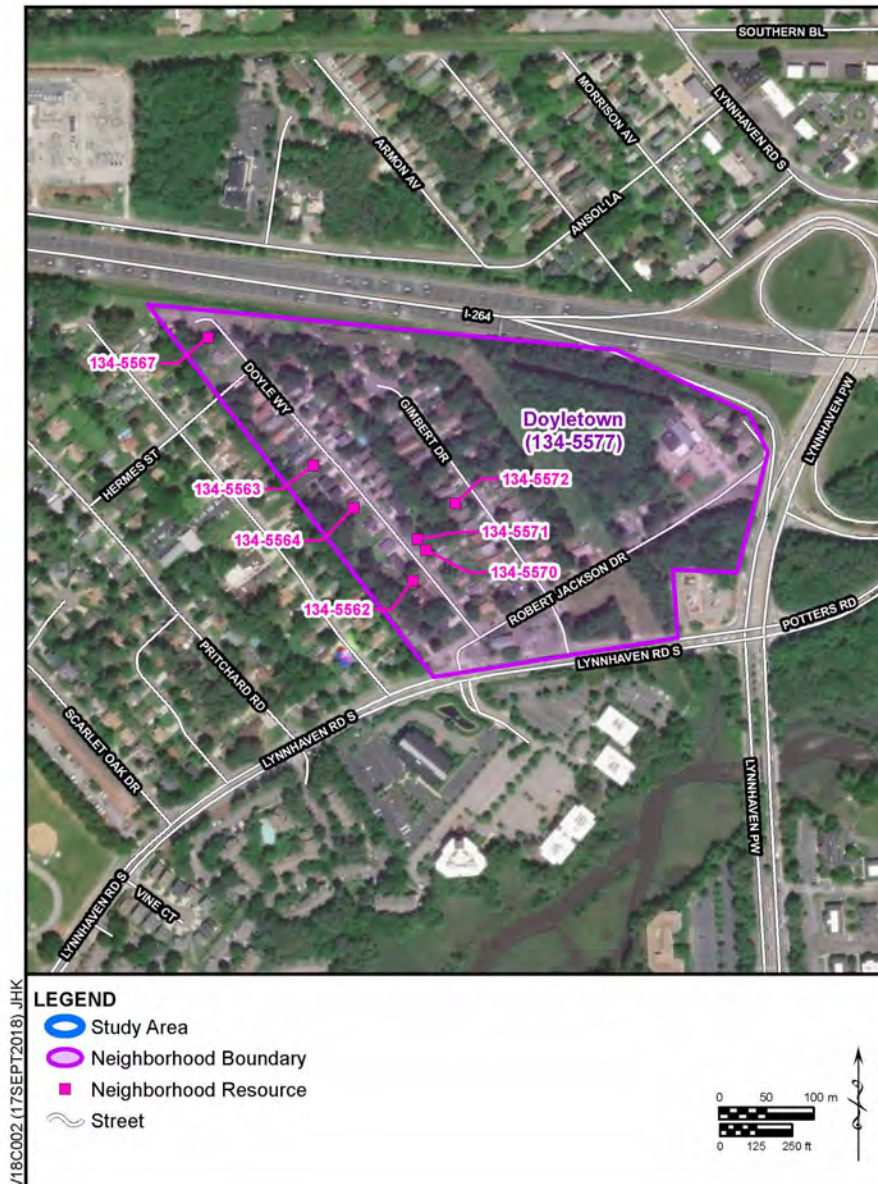 SOUTHERN BL
LYNNHAVEN RD S
MORRISON AV
ARMON AV
ANSOL LA
I-264
LYNNHAVEN PW
134-5567
DOYLE WY
GIMBERT DR
Doyletown
(134-5577)
HERMES ST
134-5563
134-5572
134-5564
134-5571
134-5570
134-5562
ROBERT JACKSON DR
POTTERS RD
LYNNHAVEN RD S
PRITCHARD RD
SCARLET OAK DR
LYNNHAVEN RD S
LYNNHAVEN PW
LYNNHAVEN RD S
VINE CT
/18C002 (17SEPT2018) JHK
LEGEND
Study Area
Neighborhood Boundary
Neighborhood Resource
Street
0 50 100 m
0 125 250 ft